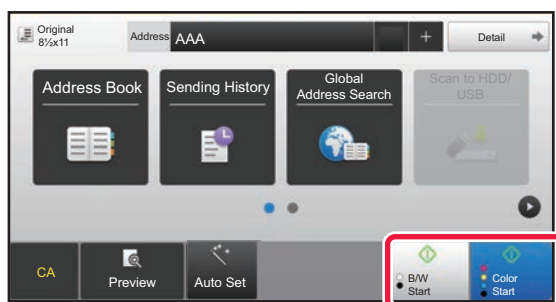 Original
8½x11
Address
AAA
+
Detail
Address Book
Sending History
Global
Address Search
Scan to HDD/
USB
CA
Preview
Auto Set
B/W
Start
Color
Start